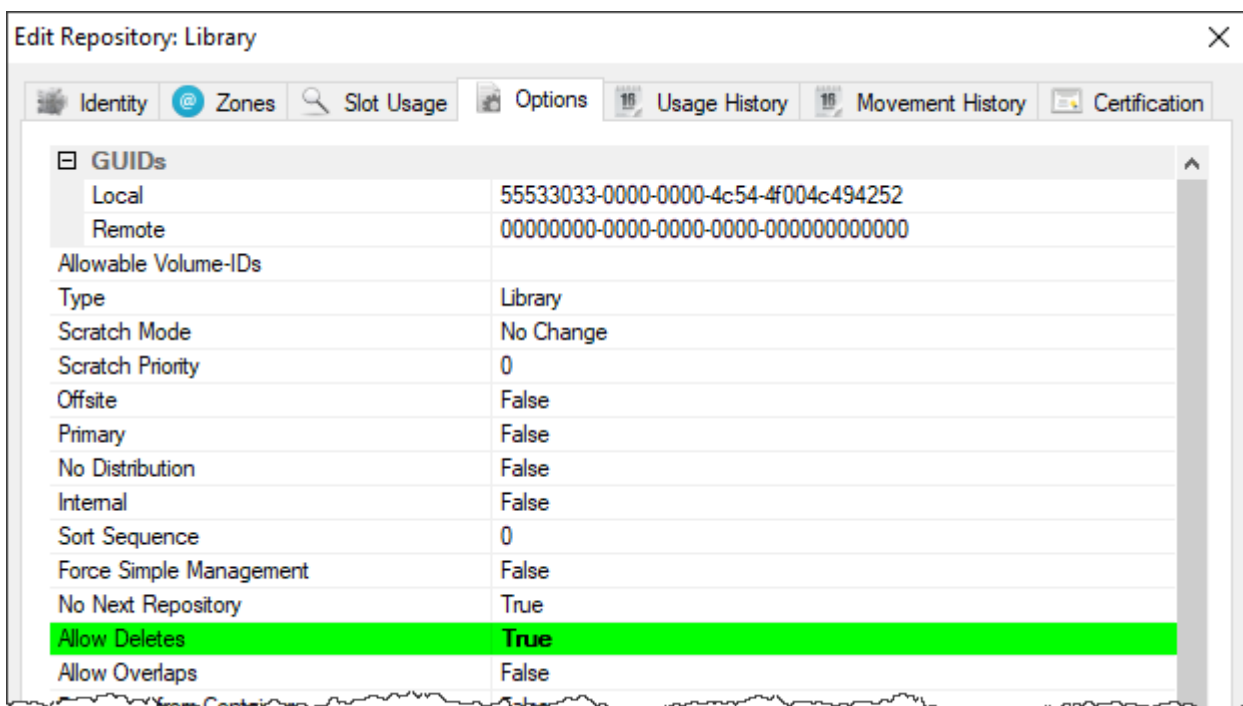 Edit Repository: Library
Identity @ Zones Slot Usage Options 16 Usage History 16 Movement History Certification
GUIDs
Local 55533033-0000-0000-4c54-4f004c494252
Remote 00000000-0000-0000-0000-000000000000
Allowable Volume-IDs
Type Library
Scratch Mode No Change
Scratch Priority 0
Offsite False
Primary False
No Distribution False
Internal False
Sort Sequence 0
Force Simple Management False
No Next Repository True
Allow Deletes True
Allow Overlaps False